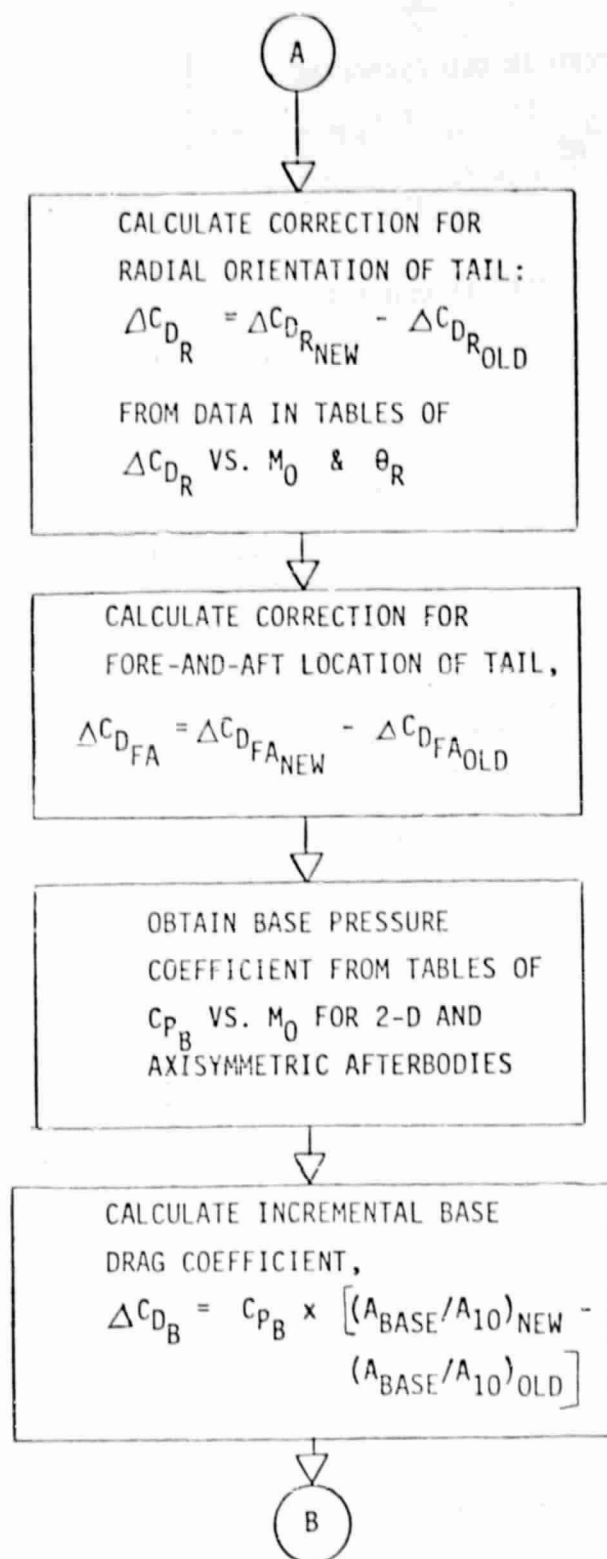 A
CALCULATE CORRECTION FOR
RADIAL ORIENTATION OF TAIL:
ΔC_D_R = ΔC_D_R_NEW - ΔC_D_R_OLD
FROM DATA IN TABLES OF
ΔC_D_R VS. M_0 & θ_R
CALCULATE CORRECTION FOR
FORE-AND-AFT LOCATION OF TAIL,
ΔC_D_FA = ΔC_D_FA_NEW - ΔC_D_FA_OLD
OBTAIN BASE PRESSURE
COEFFICIENT FROM TABLES OF
C_P_B VS. M_0 FOR 2-D AND
AXISYMMETRIC AFTERBODIES
CALCULATE INCREMENTAL BASE
DRAG COEFFICIENT,
ΔC_D_B = C_P_B x [(A_BASE/A_10)_NEW -
(A_BASE/A_10)_OLD]
B